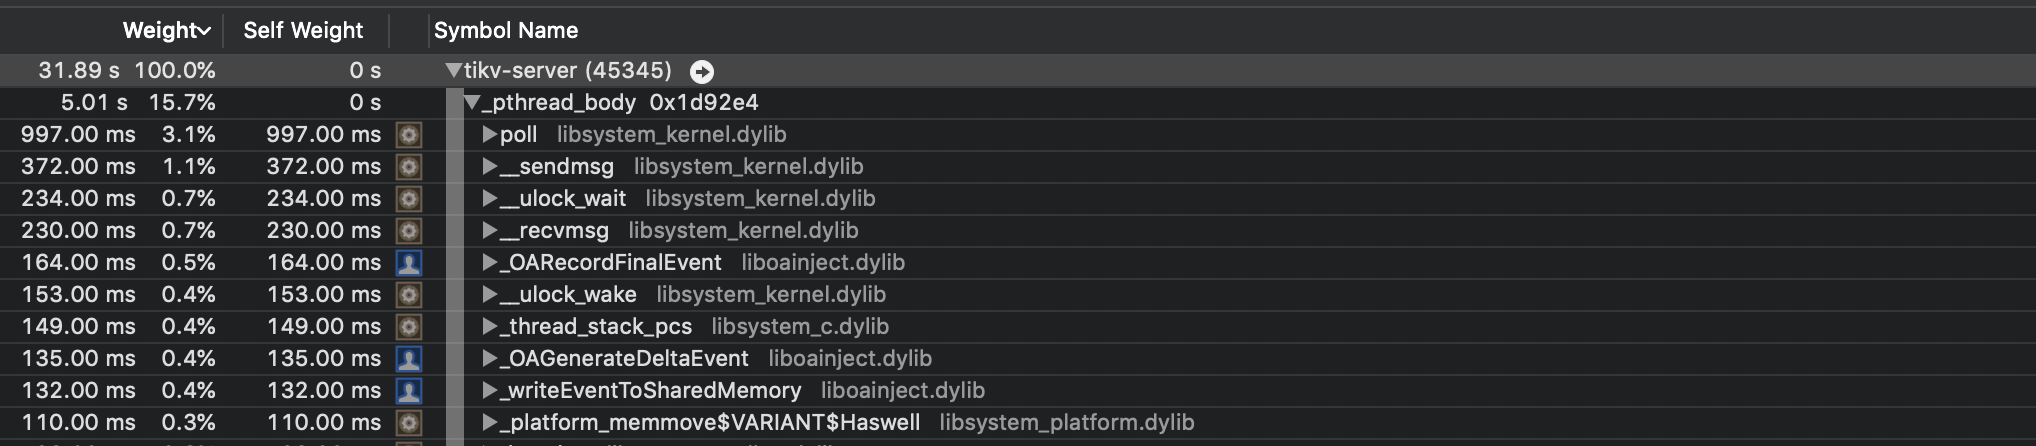 Weight Self Weight Symbol Name
31.89 s 100.0% 0 s tikv-server (45345)
5.01 s 15.7% 0 s _pthread_body 0x1d92e4
997.00 ms 3.1% 997.00 ms poll libsystem_kernel.dylib
372.00 ms 1.1% 372.00 ms __sendmsg libsystem_kernel.dylib
234.00 ms 0.7% 234.00 ms __ulock_wait libsystem_kernel.dylib
230.00 ms 0.7% 230.00 ms __recvmsg libsystem_kernel.dylib
164.00 ms 0.5% 164.00 ms _OARecordFinalEvent liboainject.dylib
153.00 ms 0.4% 153.00 ms __ulock_wake libsystem_kernel.dylib
149.00 ms 0.4% 149.00 ms _thread_stack_pcs libsystem_c.dylib
135.00 ms 0.4% 135.00 ms _OAGenerateDeltaEvent liboainject.dylib
132.00 ms 0.4% 132.00 ms _writeEventToSharedMemory liboainject.dylib
110.00 ms 0.3% 110.00 ms _platform_memmove$VARIANT$Haswell libsystem_platform.dylib